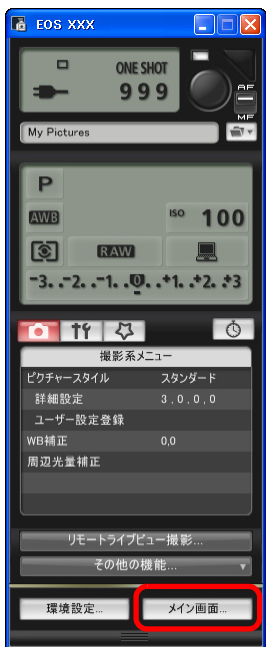 EOS XXX
ONE SHOT
999
AF
MF
My Pictures
P
AWB
ISO 100
RAW
-3..-2..-1..0..+1..+2..+3
撮影系メニュー
ピクチャースタイル スタンダード
詳細設定 3,0,0,0
ユーザー設定登録
WB補正 0,0
周辺光量補正
リモートライブビュー撮影...
その他の機能...
環境設定... メイン画面...